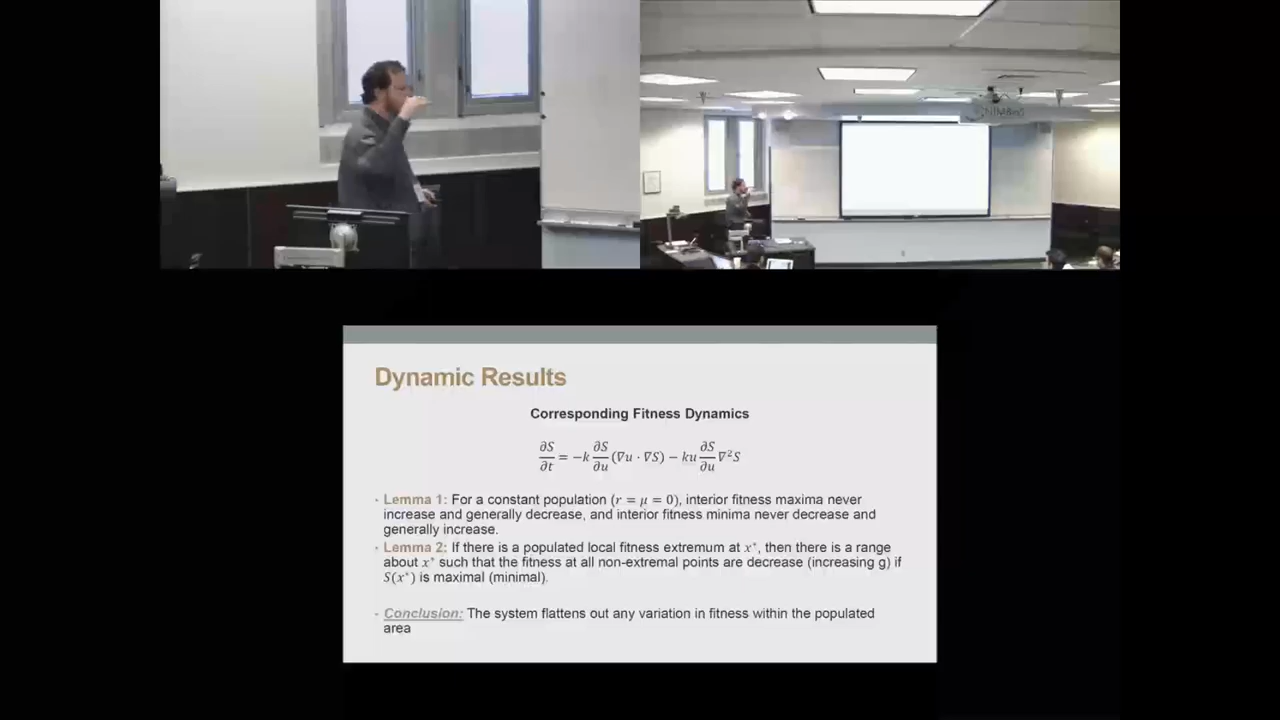 NIMBioS
Dynamic Results
Corresponding Fitness Dynamics
∂S/∂t = −k ∂S/∂u (∇u · ∇S) − ku ∂S/∂u ∇²S
- Lemma 1: For a constant population (r = μ = 0), interior fitness maxima never
increase and generally decrease, and interior fitness minima never decrease and
generally increase.
- Lemma 2: If there is a populated local fitness extremum at x*, then there is a range
about x* such that the fitness at all non-extremal points are decrease (increasing g) if
S(x*) is maximal (minimal).
- Conclusion: The system flattens out any variation in fitness within the populated
area